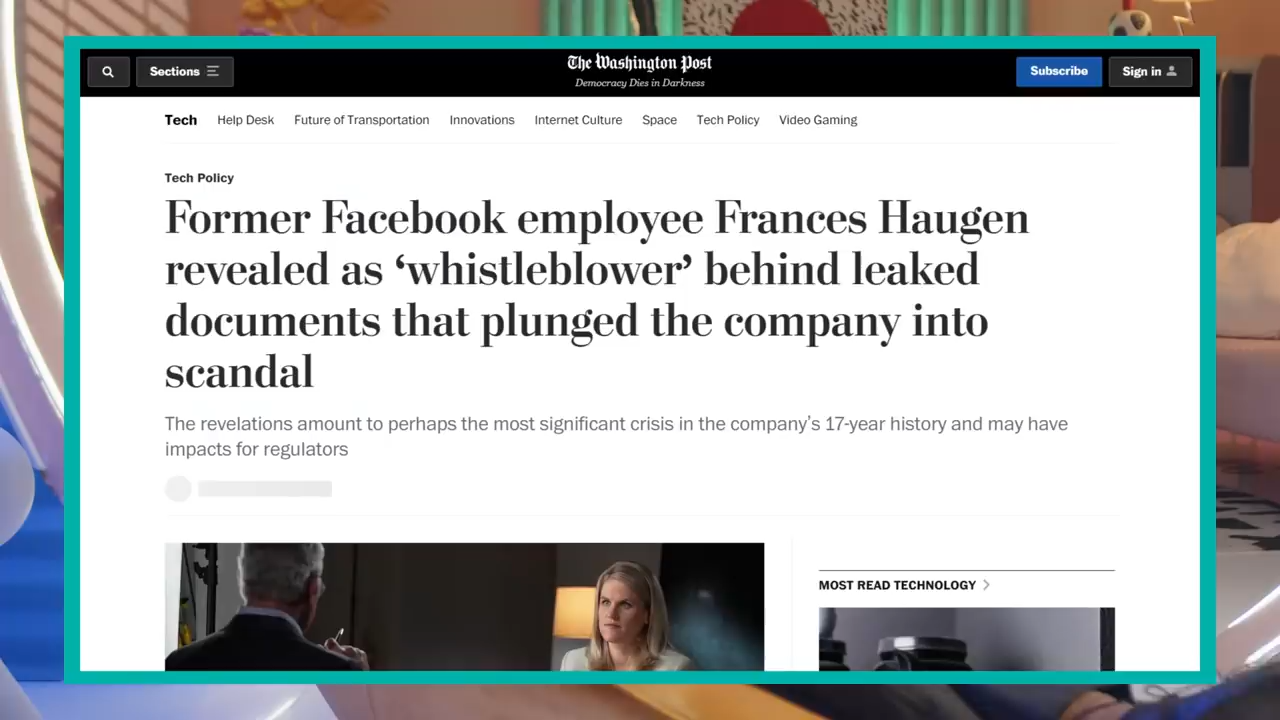 Sections
The Washington Post
Democracy Dies in Darkness
Subscribe
Sign in
Tech Help Desk Future of Transportation Innovations Internet Culture Space Tech Policy Video Gaming
Tech Policy
Former Facebook employee Frances Haugen
revealed as ‘whistleblower’ behind leaked
documents that plunged the company into
scandal
The revelations amount to perhaps the most significant crisis in the company’s 17-year history and may have
impacts for regulators
MOST READ TECHNOLOGY